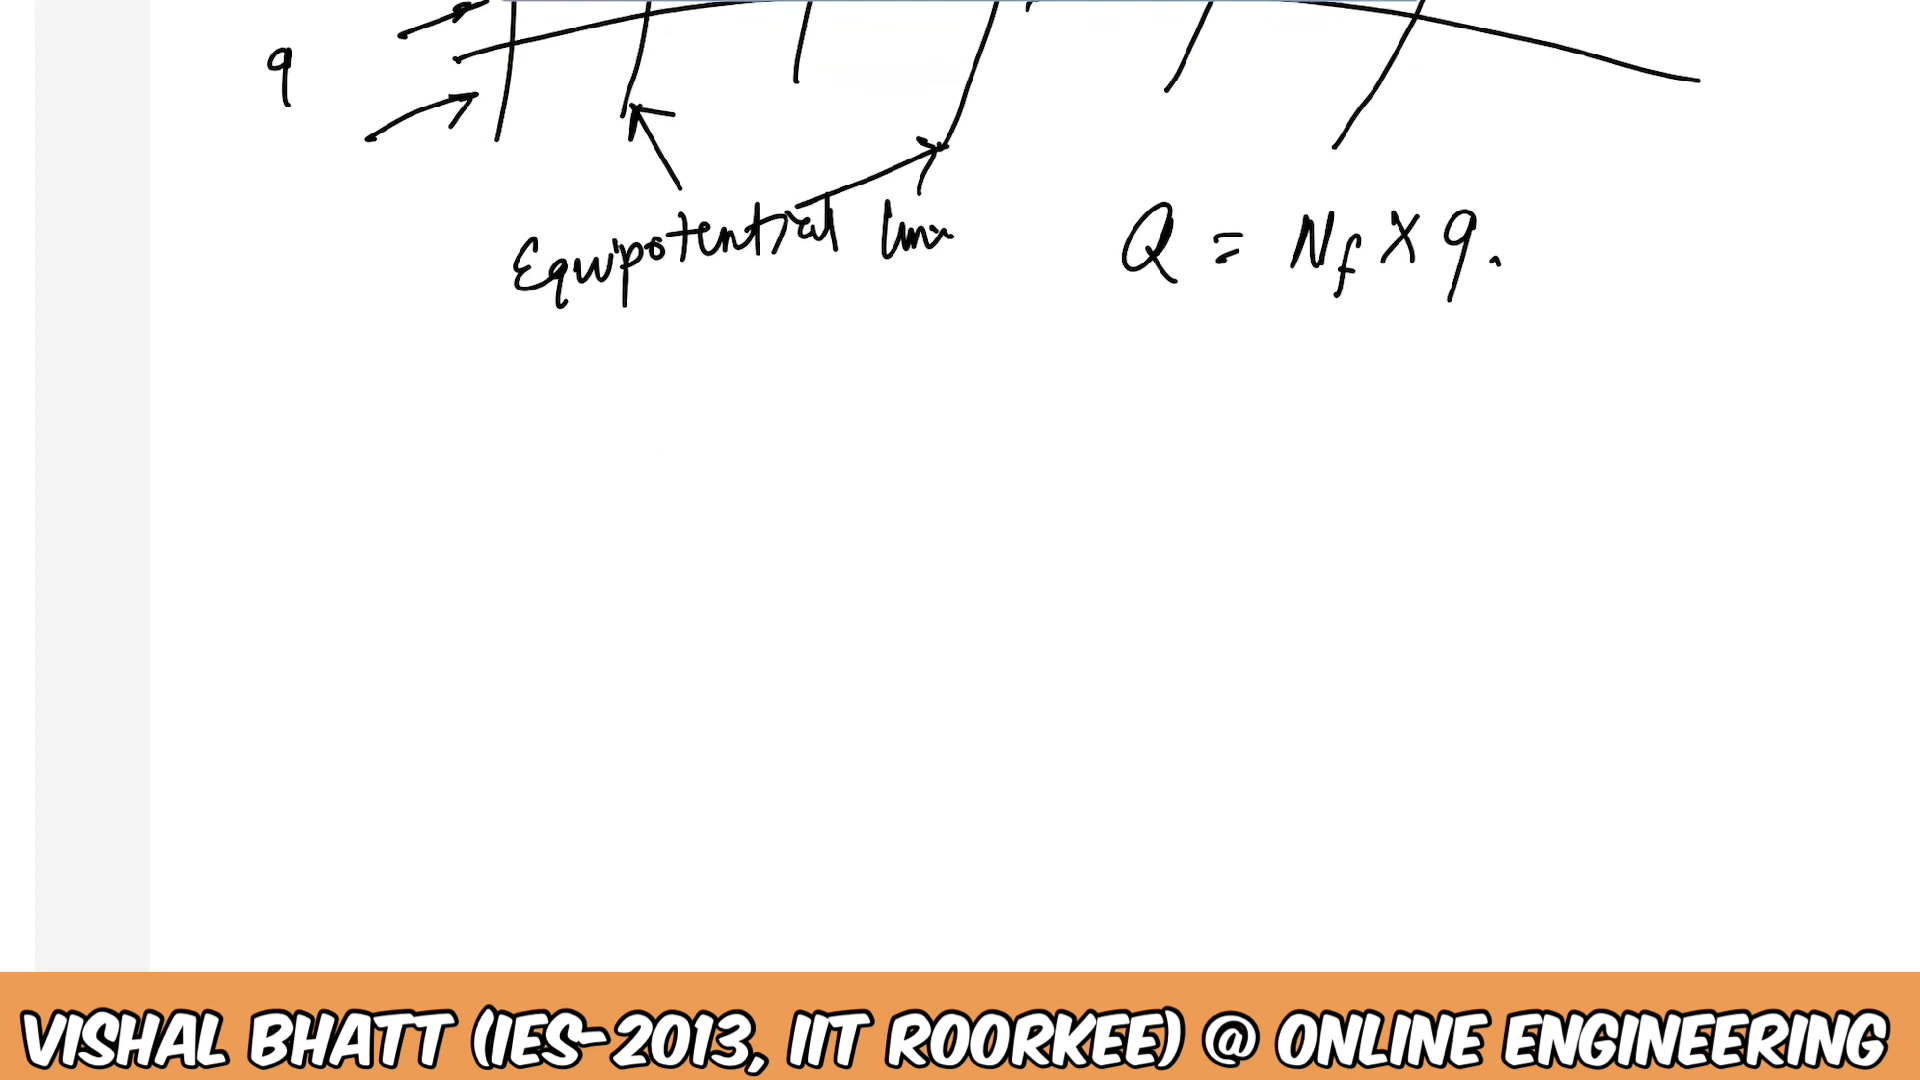 q
Equipotential line
Q = Nf X q.
VISHAL BHATT (IES-2013, IIT ROORKEE) @ ONLINE ENGINEERING